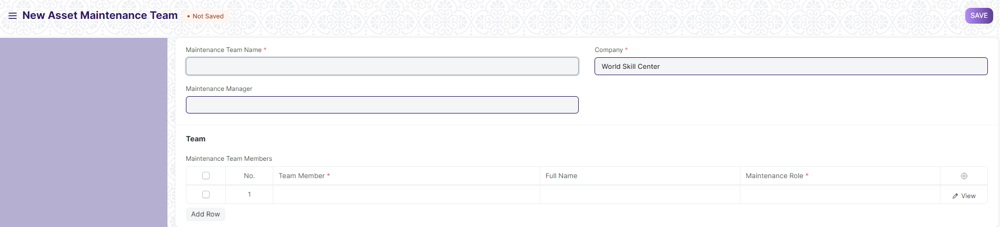 New Asset Maintenance Team • Not Saved SAVE
Maintenance Team Name * Company *
World Skill Center
Maintenance Manager
Team
Maintenance Team Members
No. Team Member * Full Name Maintenance Role *
1 View
Add Row